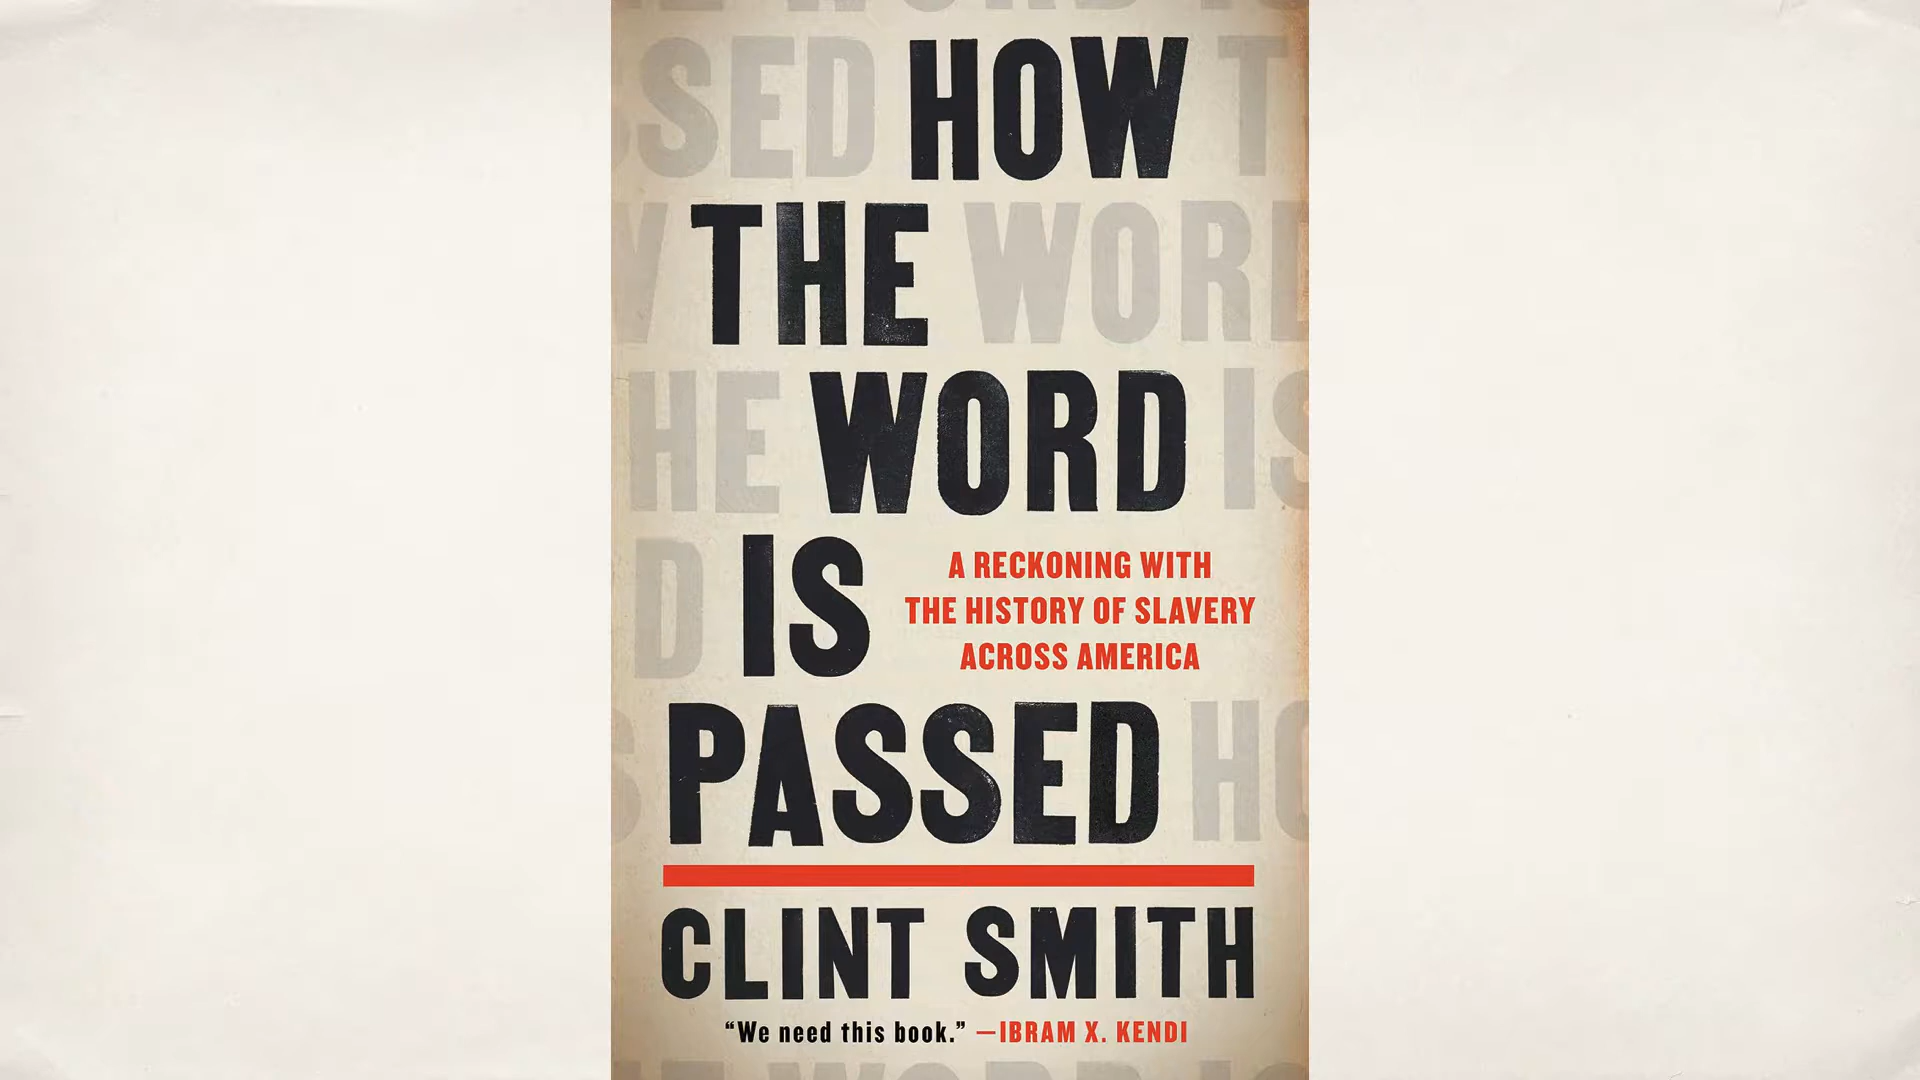 HOW
THE
WORD
IS
A RECKONING WITH
THE HISTORY OF SLAVERY
ACROSS AMERICA
PASSED
CLINT SMITH
“We need this book.” —IBRAM X. KENDI